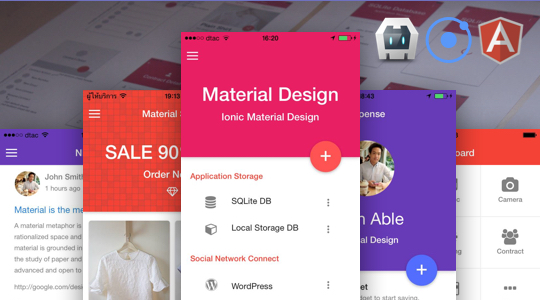 dtac
16:20
Material Design
Ionic Material Design
Application Storage
SQLite DB
Local Storage DB
Social Network Connect
WordPress
ผู้ให้บริการ
19:13
Material
SALE 90
Order No
dtac
N
John Smith
1 hours ago
Material is the me
A material metaphor is
rationalized space and
material is grounded in
the study of paper and
advanced and open to
http://google.com/desi
8:43
pense
Able
ial Design
get
t to start saving.
oard
Camera
Contract
A